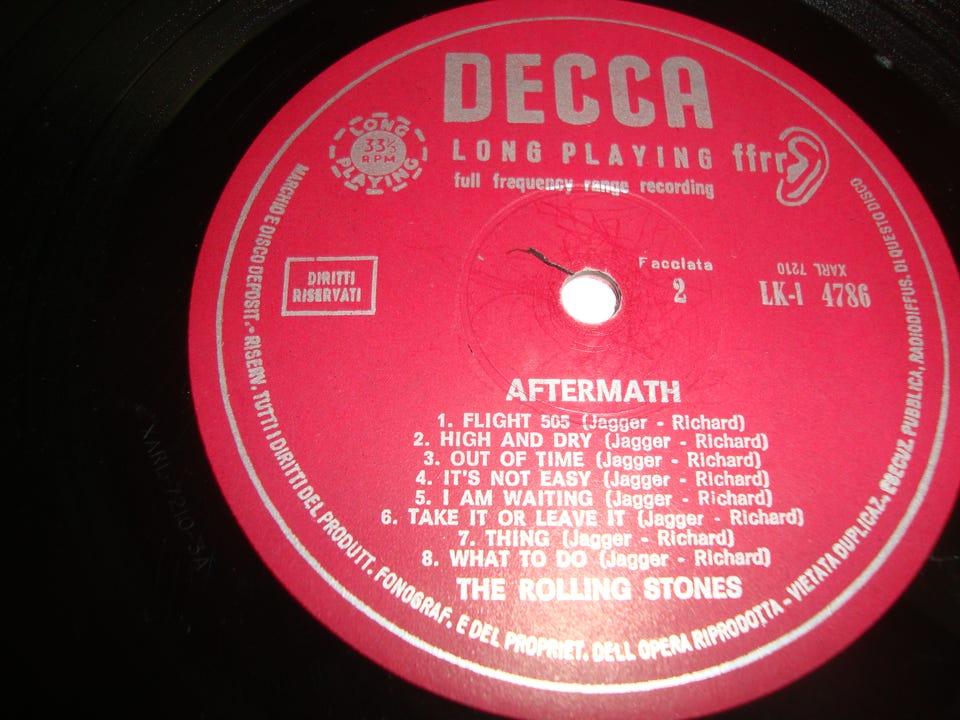 DECCA
LONG PLAYING ffrr
full frequency range recording
LONG
33⅓
R.P.M.
PLAYING
DIRITTI
RISERVATI
Facciata
2
XARL 7210
LK-I 4786
AFTERMATH
1. FLIGHT 505 (Jagger - Richard)
2. HIGH AND DRY (Jagger - Richard)
3. OUT OF TIME (Jagger - Richard)
4. IT'S NOT EASY (Jagger - Richard)
5. I AM WAITING (Jagger - Richard)
6. TAKE IT OR LEAVE IT (Jagger - Richard)
7. THING (Jagger - Richard)
8. WHAT TO DO (Jagger - Richard)
THE ROLLING STONES
MARCHIO E DISCO DEPOSIT. - RISERV. TUTTI I DIRITTI DEL PRODUTT. FONOGRAF. E DEL PROPRIET. DELL OPERA RIPRODOTTA - VIETATA DUPLICAZ. ESECUZ. PUBBLICA, RADIODIFFUS. DI QUESTO DISCO
XARL-7210-3A